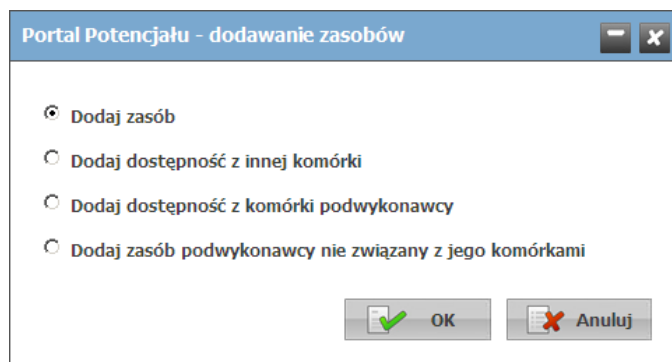 Portal Potencjału - dodawanie zasobów
Dodaj zasób
Dodaj dostępność z innej komórki
Dodaj dostępność z komórki podwykonawcy
Dodaj zasób podwykonawcy nie związany z jego komórkami
OK Anuluj